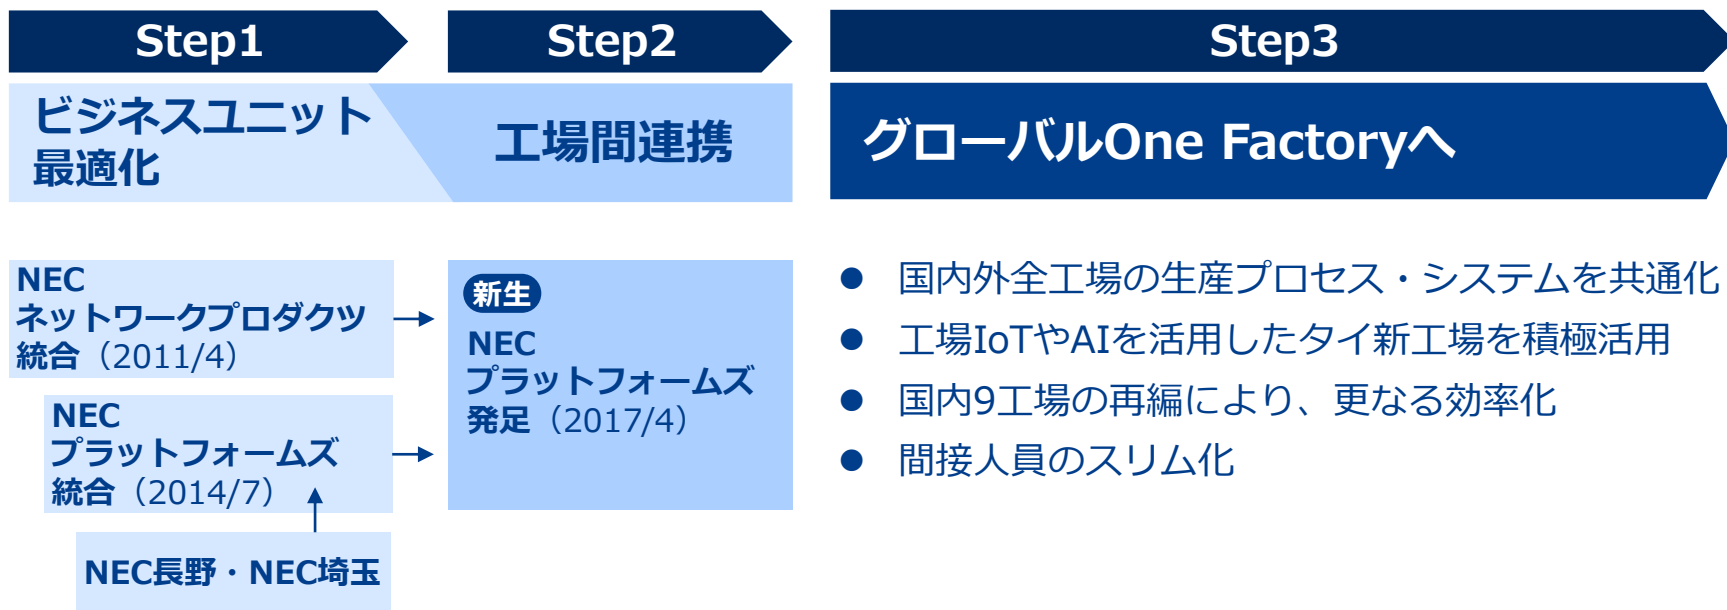 Step1
Step2
Step3
ビジネスユニット
最適化
工場間連携
グローバルOne Factoryへ
NEC
ネットワークプロダクツ
統合（2011/4）
NEC
プラットフォームズ
統合（2014/7）
NEC長野・NEC埼玉
新生
NEC
プラットフォームズ
発足（2017/4）
● 国内外全工場の生産プロセス・システムを共通化
● 工場IoTやAIを活用したタイ新工場を積極活用
● 国内9工場の再編により、更なる効率化
● 間接人員のスリム化